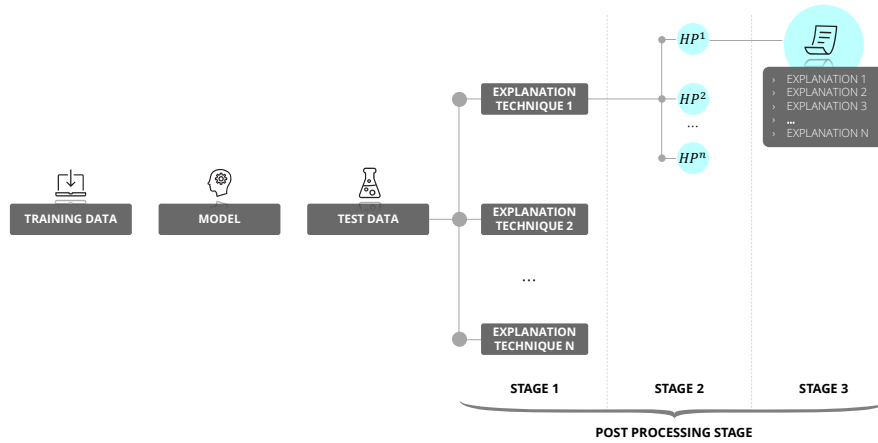 TRAINING DATA
MODEL
TEST DATA
EXPLANATION
TECHNIQUE 1
EXPLANATION
TECHNIQUE 2
...
EXPLANATION
TECHNIQUE N
HP¹
HP²
...
HPⁿ
› EXPLANATION 1
› EXPLANATION 2
› EXPLANATION 3
› ...
› EXPLANATION N
STAGE 1
STAGE 2
STAGE 3
POST PROCESSING STAGE